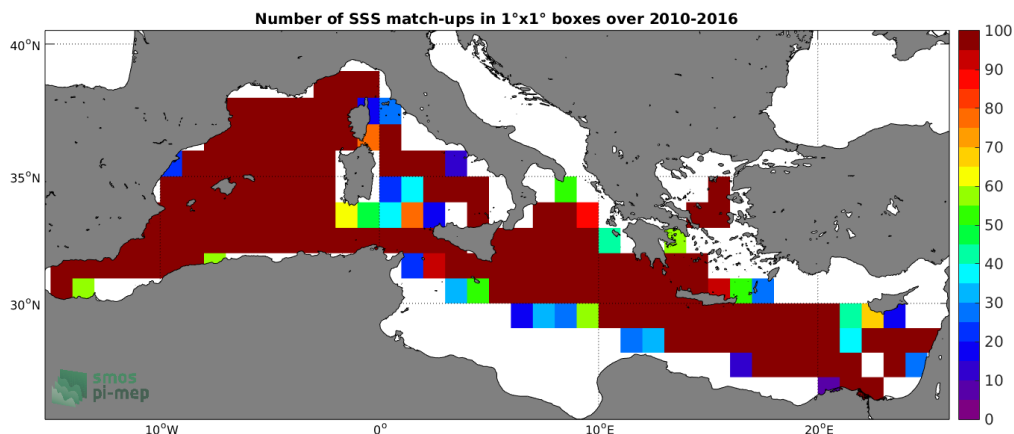 Number of SSS match-ups in 1°x1° boxes over 2010-2016
40°N
35°N
30°N
10°W
0°
10°E
20°E
100
90
80
70
60
50
40
30
20
10
0
smos
pi-mep